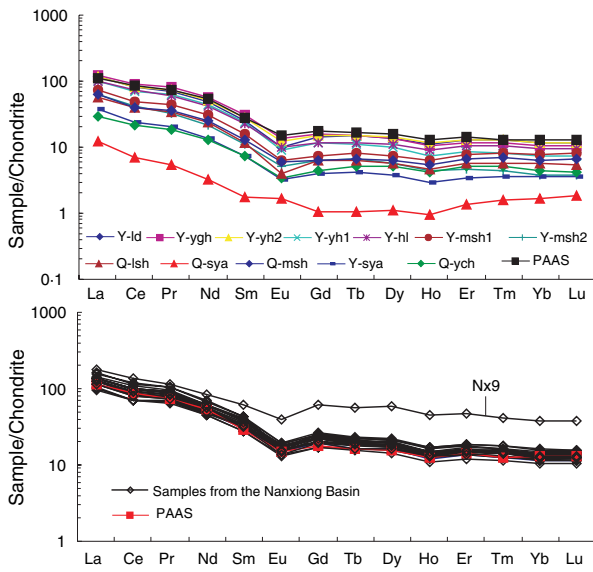 1000
100
10
1
0·1
Sample/Chondrite
Y-ld Y-ygh Y-yh2 Y-yh1 Y-hl Y-msh1 Y-msh2
Q-lsh Q-sya Q-msh Y-sya Q-ych PAAS
La Ce Pr Nd Sm Eu Gd Tb Dy Ho Er Tm Yb Lu
1000
100
10
1
Sample/Chondrite
Nx9
Samples from the Nanxiong Basin
PAAS
La Ce Pr Nd Sm Eu Gd Tb Dy Ho Er Tm Yb Lu